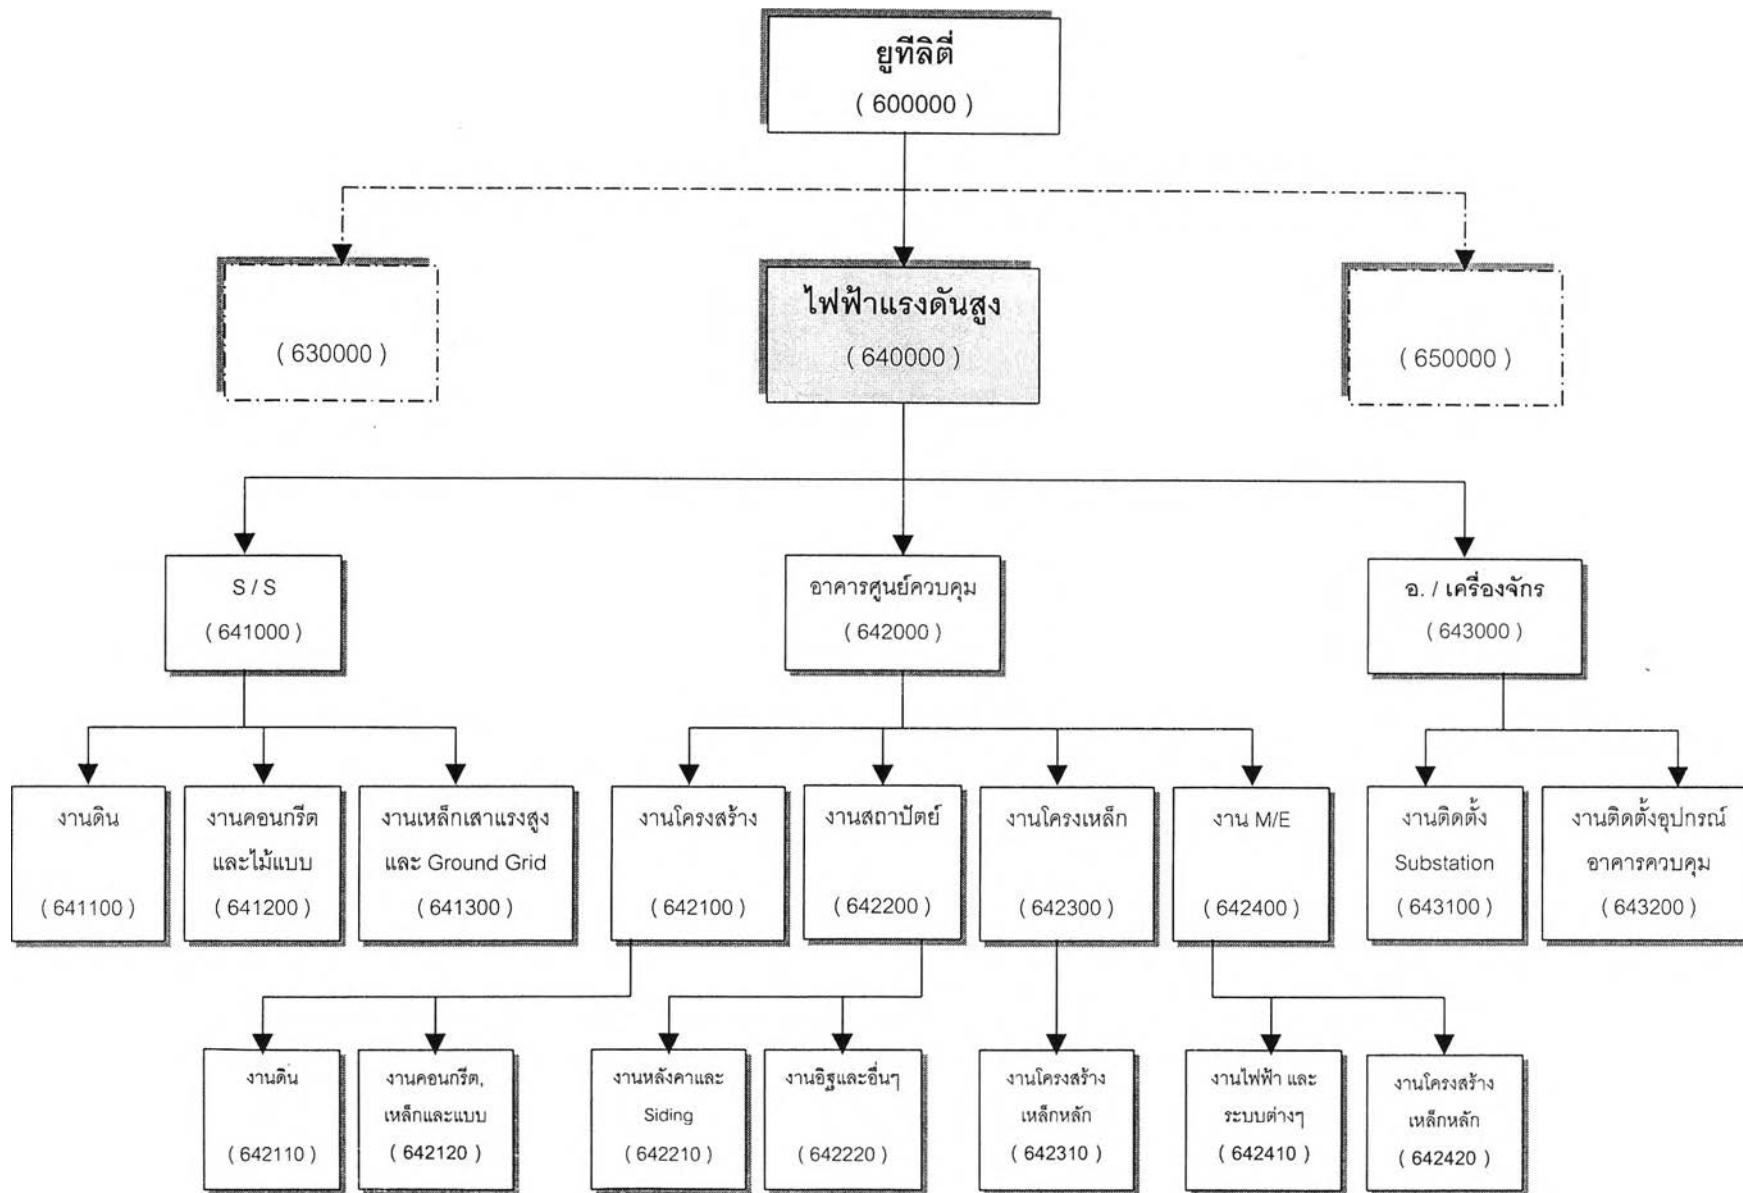 ยูทีลิตี่
( 600000 )
( 630000 )
ไฟฟ้าแรงดันสูง
( 640000 )
( 650000 )
S / S
( 641000 )
อาคารศูนย์ควบคุม
( 642000 )
อ. / เครื่องจักร
( 643000 )
งานดิน
( 641100 )
งานคอนกรีต
และไม้แบบ
( 641200 )
งานเหล็กเสาแรงสูง
และ Ground Grid
( 641300 )
งานโครงสร้าง
( 642100 )
งานสถาปัตย์
( 642200 )
งานโครงเหล็ก
( 642300 )
งาน M/E
( 642400 )
งานติดตั้ง
Substation
( 643100 )
งานติดตั้งอุปกรณ์
อาคารควบคุม
( 643200 )
งานดิน
( 642110 )
งานคอนกรีต,
เหล็กและแบบ
( 642120 )
งานหลังคาและ
Siding
( 642210 )
งานอิฐและอื่นๆ
( 642220 )
งานโครงสร้าง
เหล็กหลัก
( 642310 )
งานไฟฟ้า และ
ระบบต่างๆ
( 642410 )
งานโครงสร้าง
เหล็กหลัก
( 642420 )